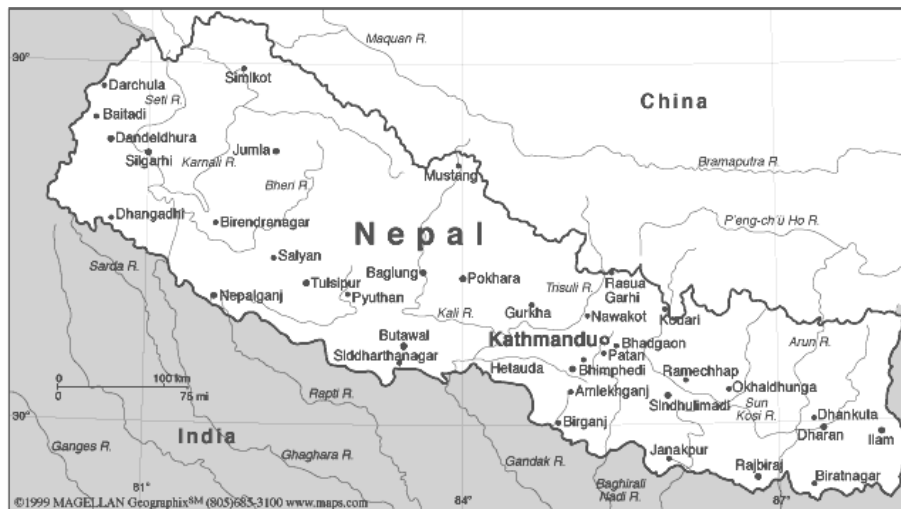 Maquan R.
90°
Simikot
Darchula
China
Seti R.
Baitadi
Dandeldhura
Silgarhi
Jumla
Karnali R.
Bramaputra R.
Mustang
Bheri R.
Dhangadhi
Birendranagar
P'eng-ch'ü Ho R.
Nepal
Salyan
Sarda R.
Baglung
Pokhara
Rasua
Garhi
Tulsipur
Trisuli R.
Nepalganj
Pyuthan
Kali R.
Gurkha
Nawakot
Kodari
Butawal
Kathmandu
Bhadgaon
Arun R.
Siddharthanagar
Patan
Hetauda
Bhimphedi
Ramechhap
0 100 km
75 mi
Rapti R.
Amlekhganj
Okhaldhunga
Sindhulimadi
Sun
Kosi R.
30°
Birganj
Dhankuta
India
Dharan
Ilam
Ganges R.
Ghaghara R.
Gandak R.
Janakpur
Rajbiraj
Biratnagar
Baghirali
Nadi R.
81°
84°
87°
©1999 MAGELLAN Geographix℠ (805)685-3100 www.maps.com